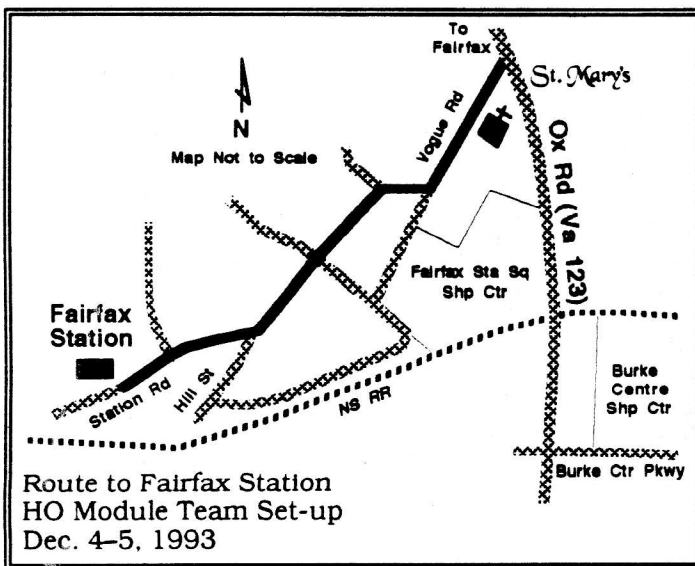 To
Fairfax
St. Mary's
N
Map Not to Scale
Vogue Rd
Ox Rd (Va 123)
Fairfax Sta Sq
Shp Ctr
Fairfax
Station
Station Rd
Hill St
NS RR
Burke
Centre
Shp Ctr
Burke Ctr Pkwy
Route to Fairfax Station
HO Module Team Set-up
Dec. 4–5, 1993